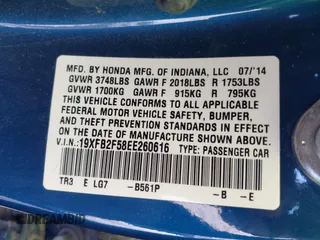 MFD. BY HONDA MFG. OF INDIANA, LLC 07/'14
GVWR 3748LBS GAWR F 2018LBS R 1753LBS
GVWR 1700KG GAWR F 915KG R 795KG
THIS VEHICLE CONFORMS TO ALL APPLICABLE
FEDERAL MOTOR VEHICLE SAFETY, BUMPER,
AND THEFT PREVENTION STANDARDS IN EFFECT ON
THE DATE OF MANUFACTURE SHOWN ABOVE.
V.I.N.:19XFB2F58EE260616 TYPE: PASSENGER CAR
TR3 E LG7 -B561P -B -E
DREAMBID